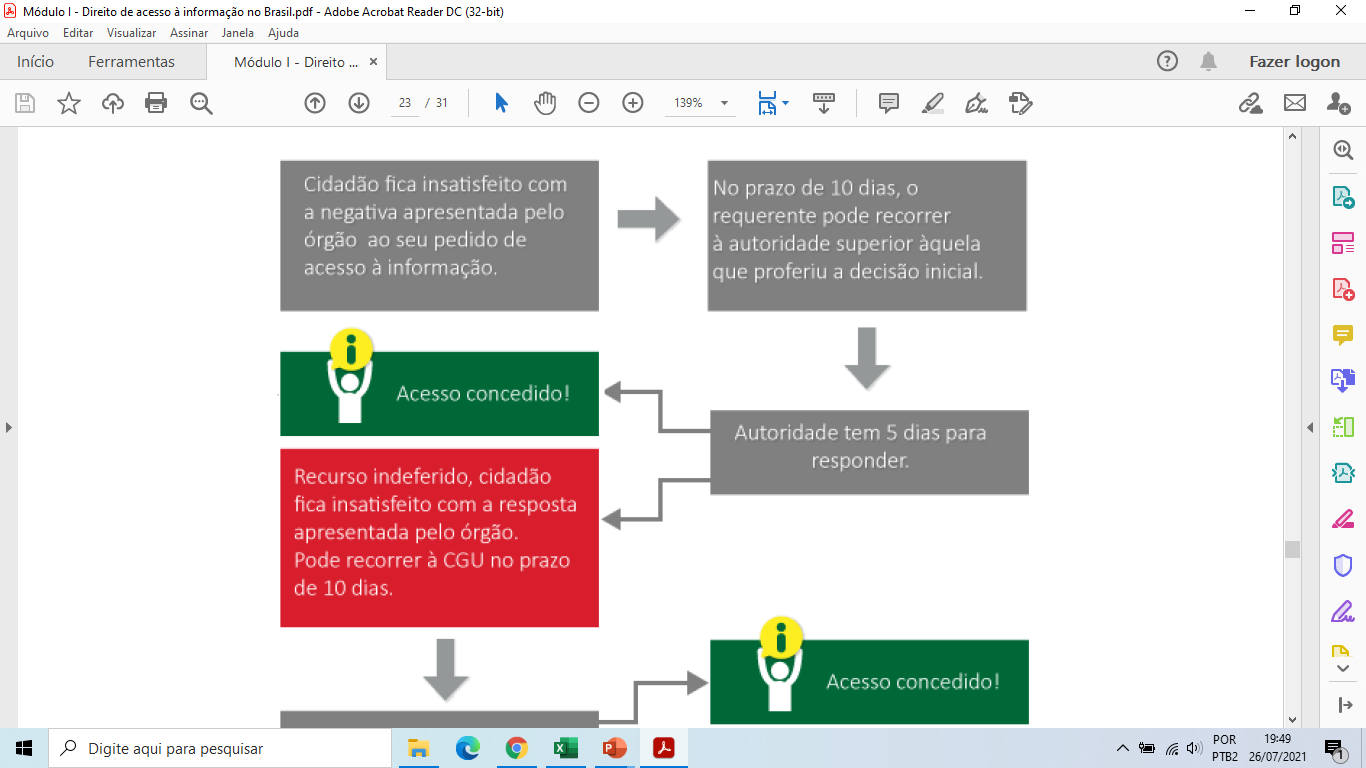 Módulo I - Direito de acesso à informação no Brasil.pdf - Adobe Acrobat Reader DC (32-bit)
Arquivo Editar Visualizar Assinar Janela Ajuda
Início Ferramentas Módulo I - Direito ... × Fazer logon
23 / 31 139%
Cidadão fica insatisfeito com
a negativa apresentada pelo
órgão ao seu pedido de
acesso à informação.
No prazo de 10 dias, o
requerente pode recorrer
à autoridade superior àquela
que proferiu a decisão inicial.
Acesso concedido!
Autoridade tem 5 dias para
responder.
Recurso indeferido, cidadão
fica insatisfeito com a resposta
apresentada pelo órgão.
Pode recorrer à CGU no prazo
de 10 dias.
Acesso concedido!
Digite aqui para pesquisar
POR
PTB2
19:49
26/07/2021
1